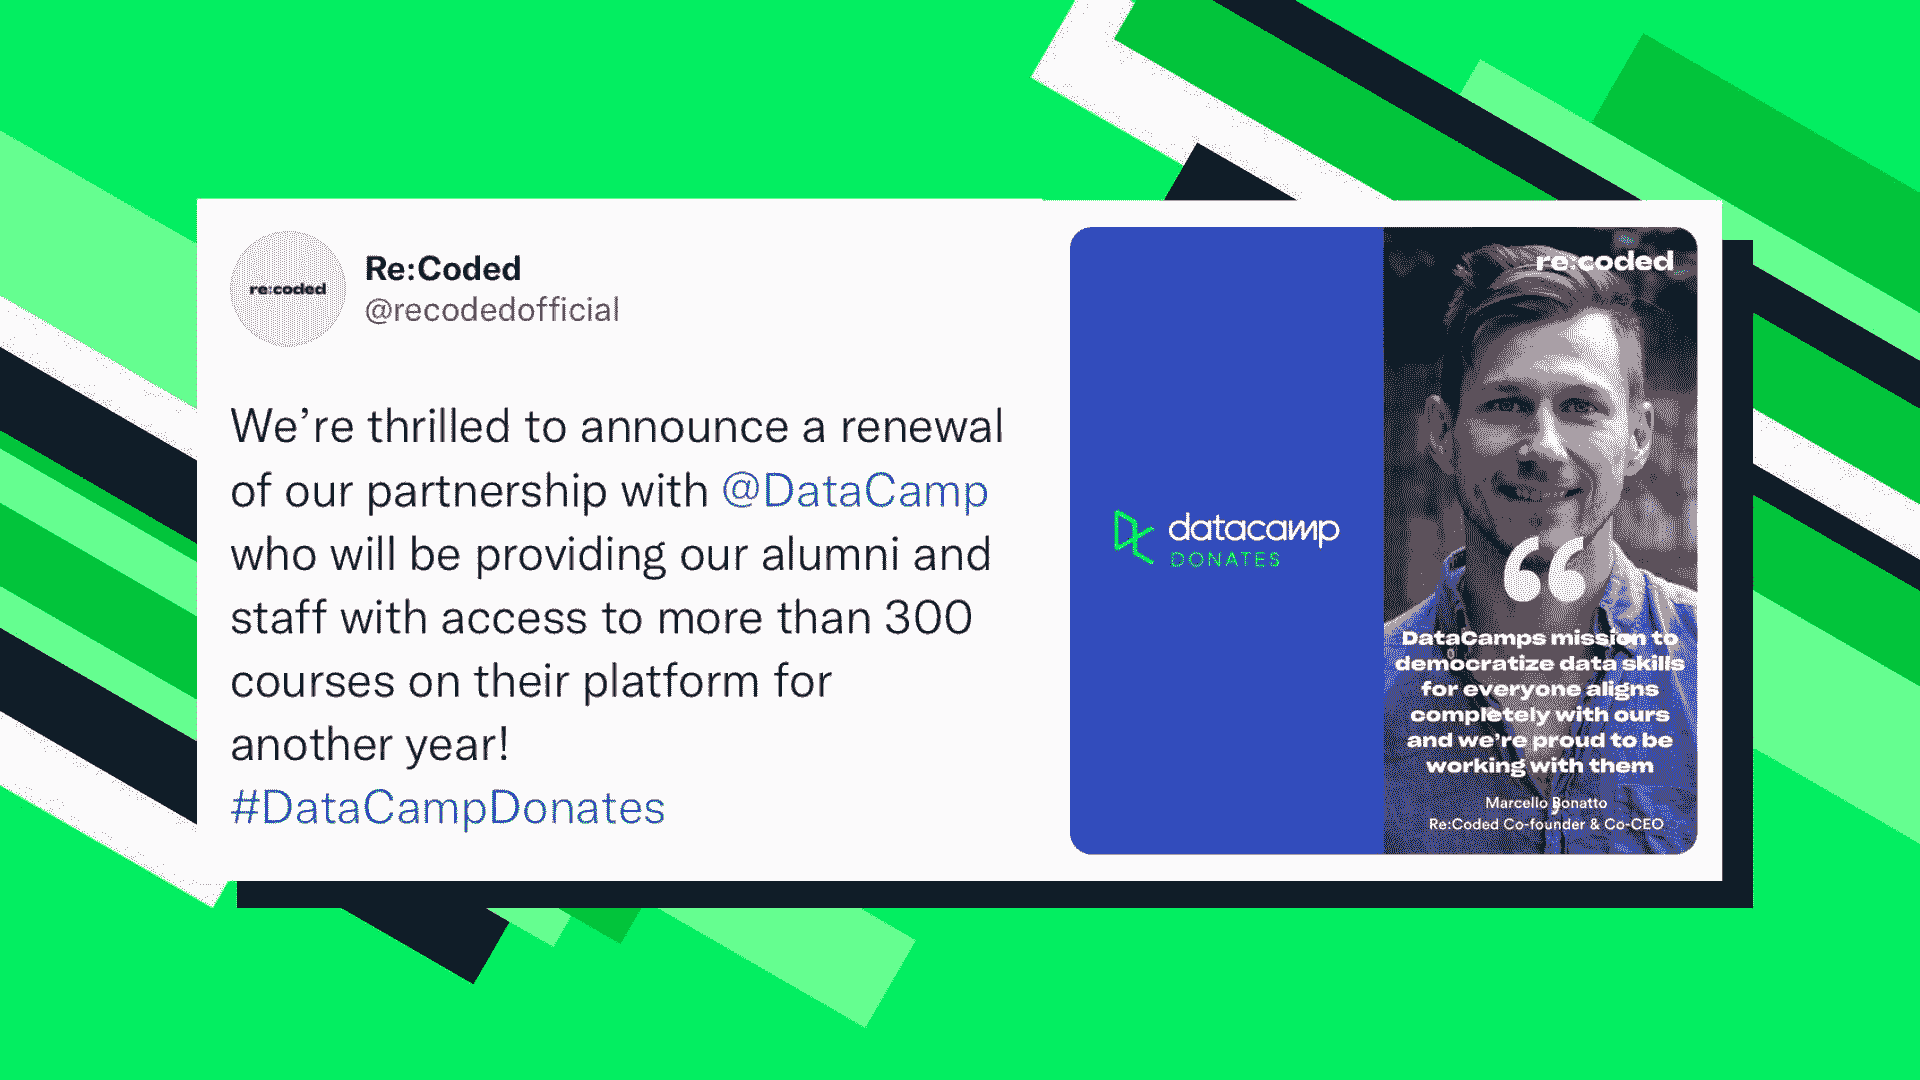 re:coded
Re:Coded
@recodedofficial
We’re thrilled to announce a renewal
of our partnership with @DataCamp
who will be providing our alumni and
staff with access to more than 300
courses on their platform for
another year!
#DataCampDonates
datacamp
DONATES
re:coded
“
DataCamps mission to
democratize data skills
for everyone aligns
completely with ours
and we’re proud to be
working with them
Marcello Bonatto
Re:Coded Co-founder & Co-CEO